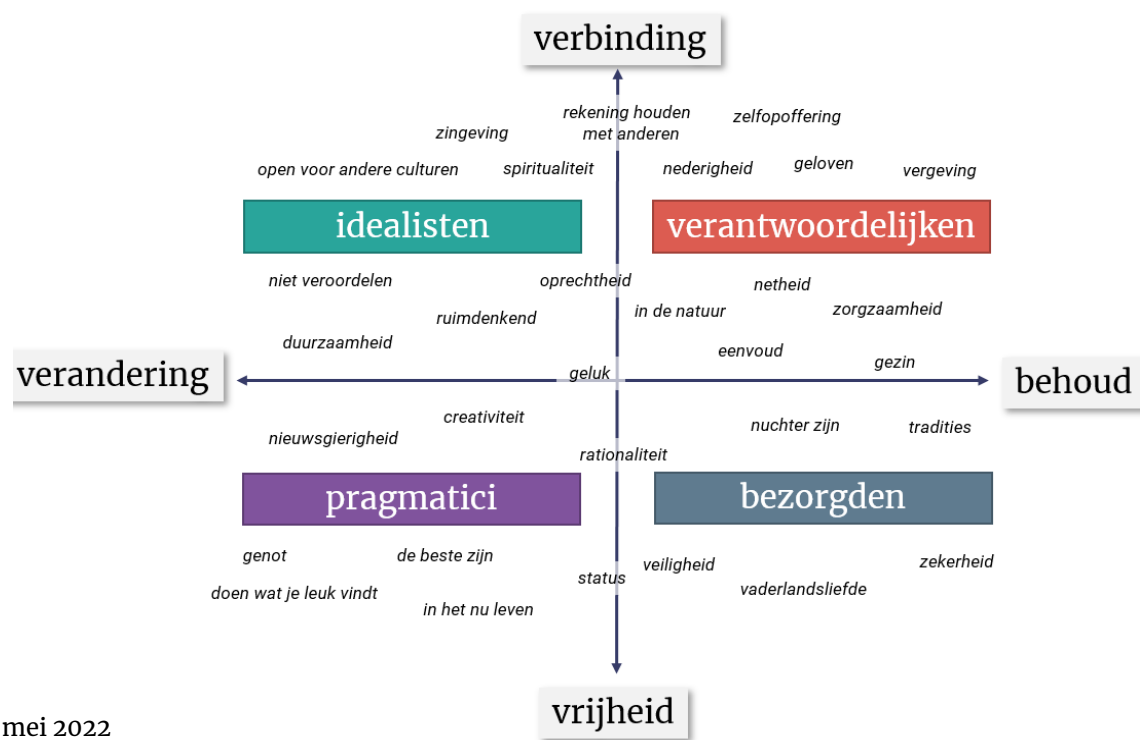 verbinding
rekening houden
met anderen
zelfopoffering
zingeving
open voor andere culturen
spiritualiteit
nederigheid
geloven
vergeving
idealisten
verantwoordelijken
niet veroordelen
oprechtheid
netheid
in de natuur
zorgzaamheid
ruimdenkend
duurzaamheid
eenvoud
gezin
verandering
geluk
behoud
creativiteit
nieuwsgierigheid
nuchter zijn
tradities
rationaliteit
pragmatici
bezorgden
genot
de beste zijn
veiligheid
zekerheid
status
doen wat je leuk vindt
vaderlandsliefde
in het nu leven
vrijheid
mei 2022